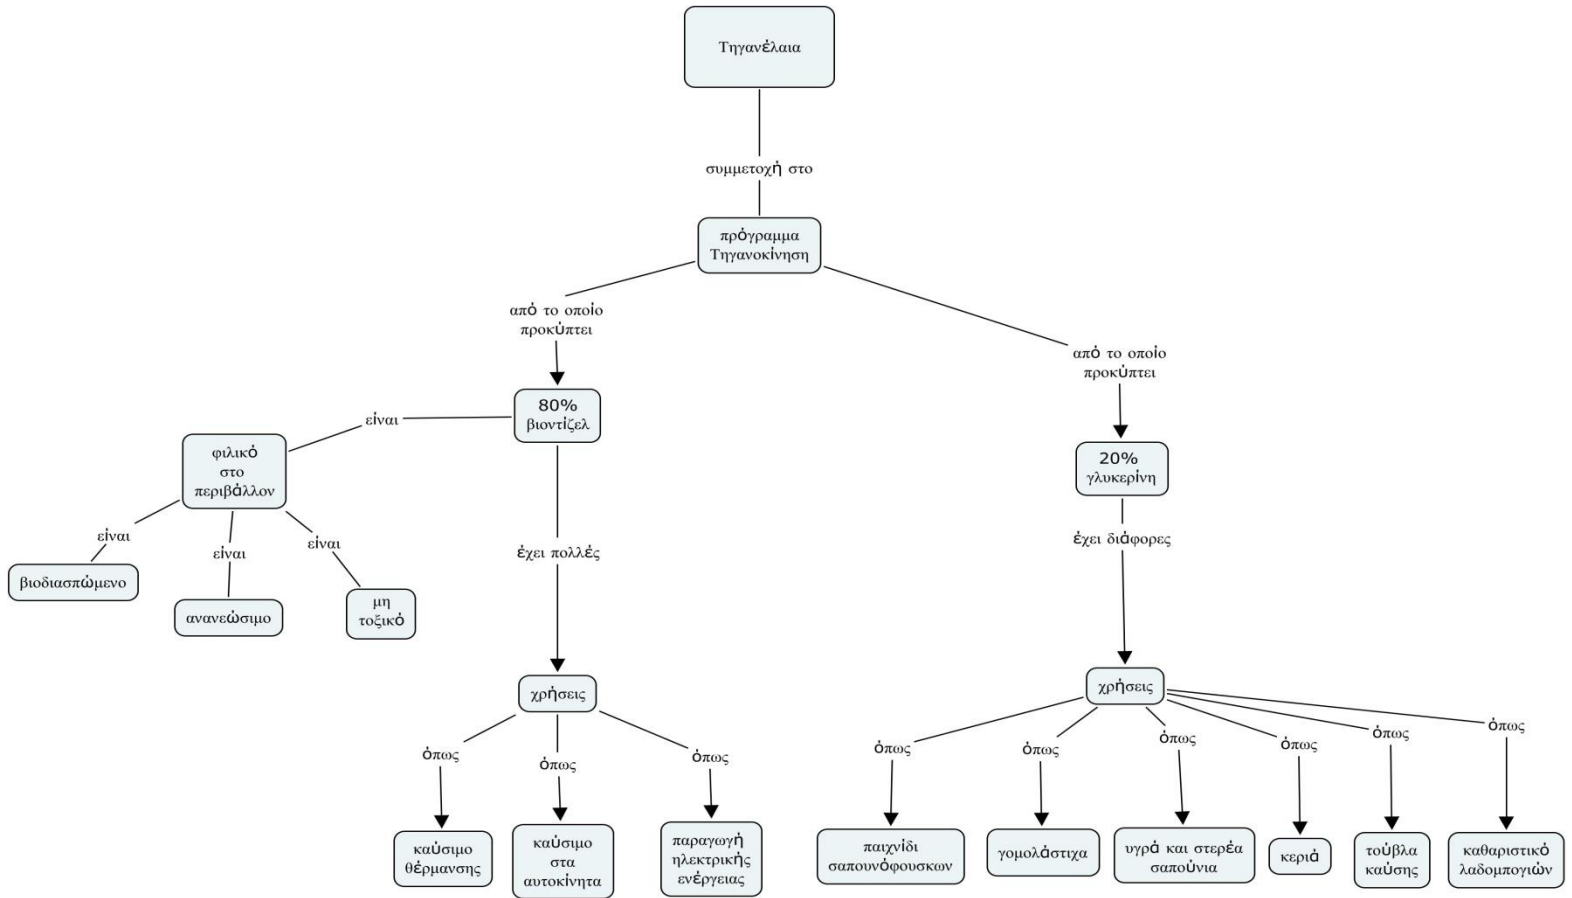 Τηγανέλαια
συμμετοχή στο
πρόγραμμα
Τηγανοκίνηση
από το οποίο
προκύπτει
80%
βιοντίζελ
είναι
φιλικό
στο
περιβάλλον
είναι
βιοδιασπώμενο
είναι
ανανεώσιμο
είναι
μη
τοξικό
έχει πολλές
χρήσεις
όπως
καύσιμο
θέρμανσης
όπως
καύσιμο
στα
αυτοκίνητα
όπως
παραγωγή
ηλεκτρικής
ενέργειας
από το οποίο
προκύπτει
20%
γλυκερίνη
έχει διάφορες
χρήσεις
όπως
παιχνίδι
σαπουνόφουσκων
όπως
γομολάστιχα
όπως
υγρά και στερέα
σαπούνια
όπως
κεριά
όπως
τούβλα
καύσης
όπως
καθαριστικό
λαδομπογιών